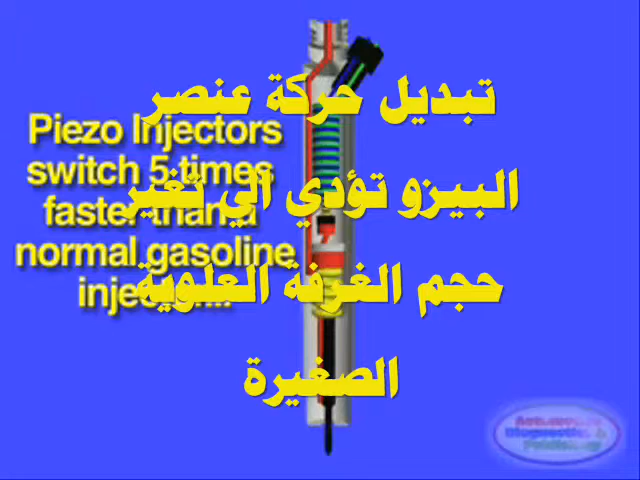 Piezo Injectors
switch 5 times
faster than a
normal gasoline
تبديل حركة عنصر
البيزو تؤدي الي تغير
حجم الغرفة العلوية
الصغيرة